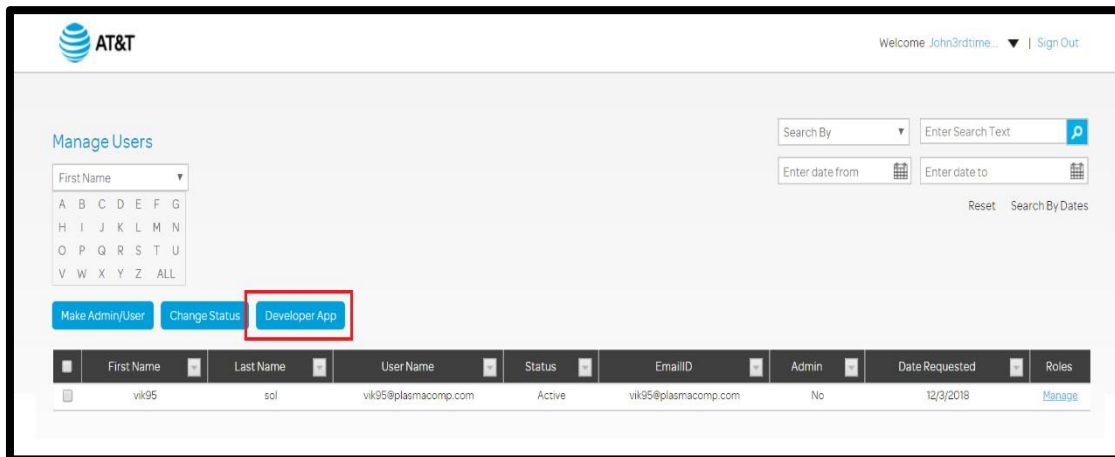 AT&T
Welcome John3rdtime... ▼ | Sign Out
Manage Users
Search By
Enter Search Text
First Name
Enter date from
Enter date to
A B C D E F G
Reset Search By Dates
H I J K L M N
O P Q R S T U
V W X Y Z ALL
Make Admin/User Change Status Developer App
First Name Last Name User Name Status EmailID Admin Date Requested Roles
vik95 sol vik95@plasmacomp.com Active vik95@plasmacomp.com No 12/3/2018 Manage